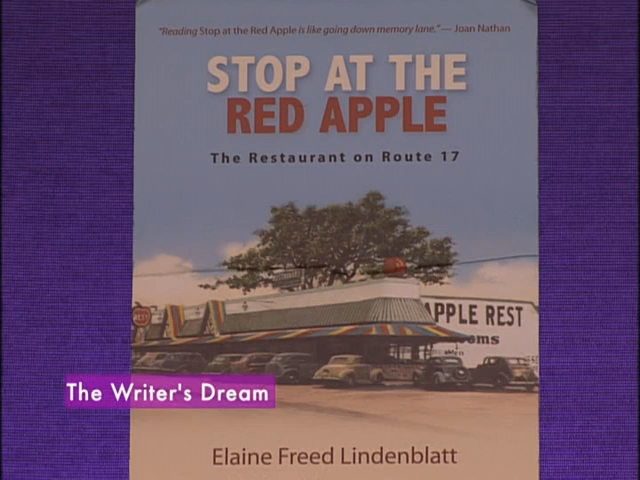 "Reading Stop at the Red Apple is like going down memory lane." — Joan Nathan
STOP AT THE
RED APPLE
The Restaurant on Route 17
APPLE REST
The Writer's Dream
Elaine Freed Lindenblatt